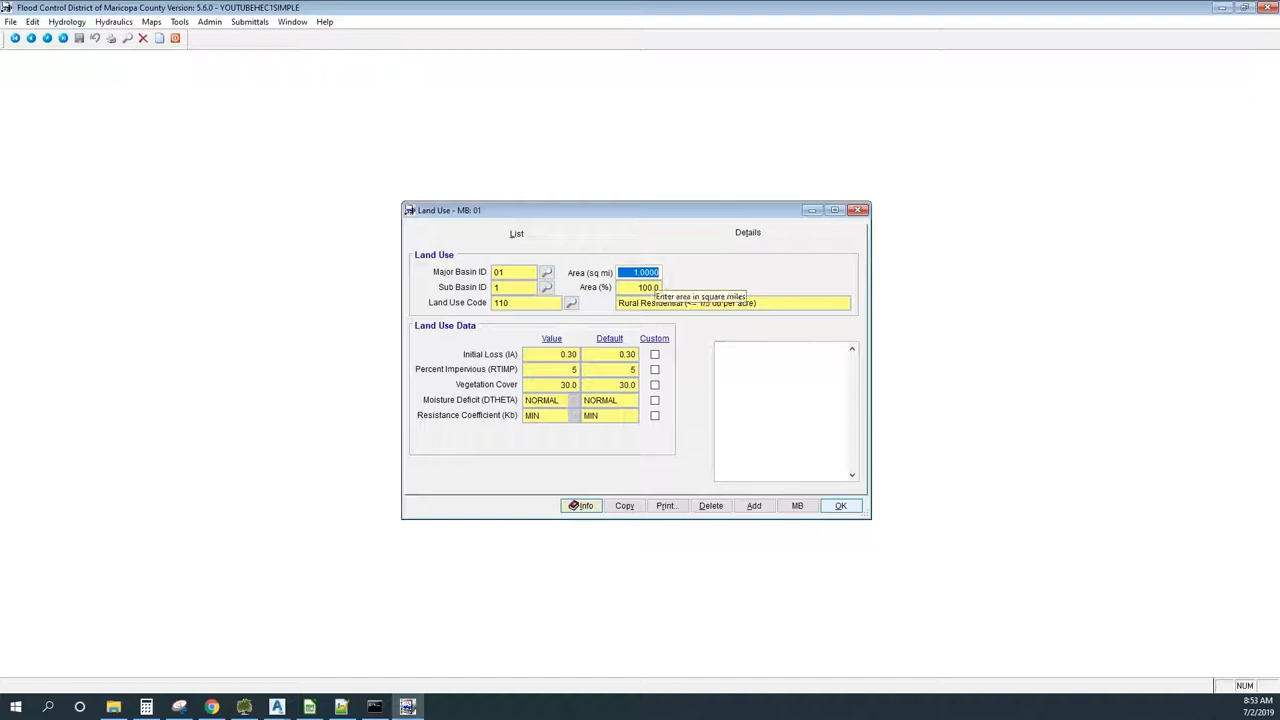 Flood Control District of Maricopa County Version: 5.6.0 - YOUTUBEHEC1SIMPLE
File Edit Hydrology Hydraulics Maps Tools Admin Submittals Window Help
Land Use - MB: 01
List Details
Land Use
Major Basin ID 01 Area (sq mi) 1.0000
Sub Basin ID 1 Area (%) 100.0
Enter area in square miles
Land Use Code 110 Rural Residential (<= 1/5 du per acre)
Land Use Data
Value Default Custom
Initial Loss (IA) 0.30 0.30
Percent Impervious (RTIMP) 5 5
Vegetation Cover 30.0 30.0
Moisture Deficit (DTHETA) NORMAL NORMAL
Resistance Coefficient (Kb) MIN MIN
Info Copy Print... Delete Add MB OK
NUM
8:53 AM
7/2/2019